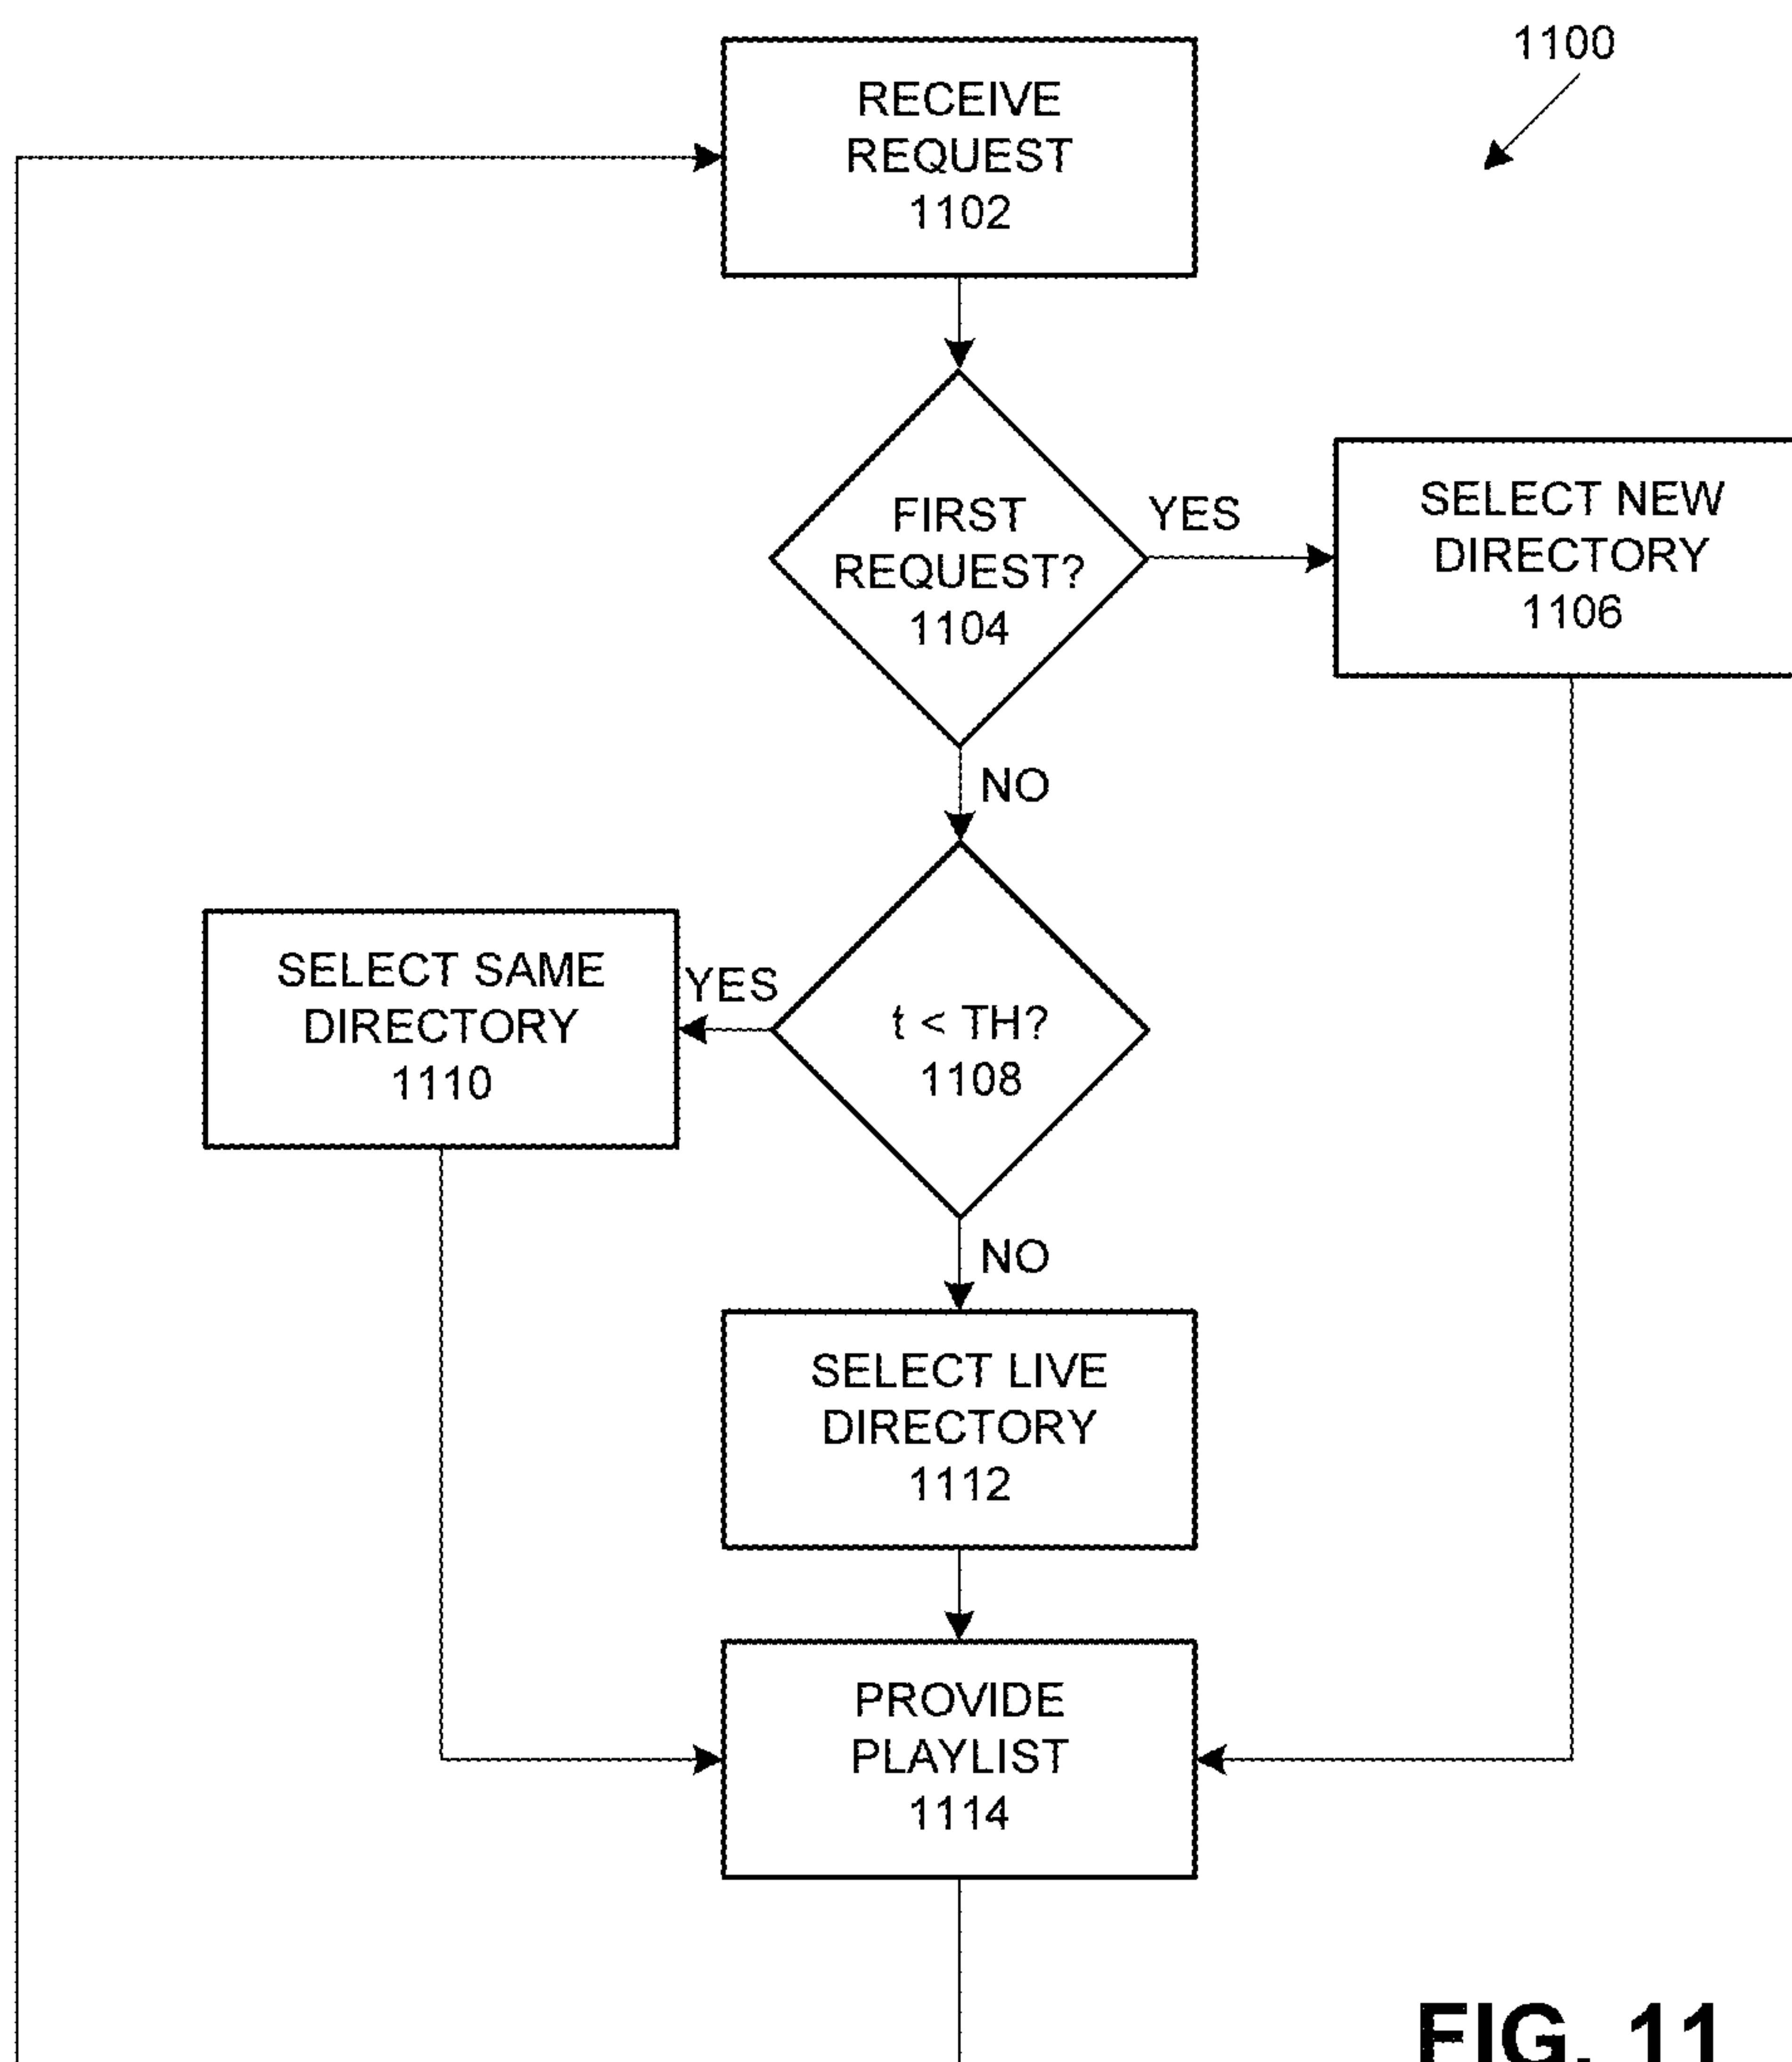 1100
RECEIVE
REQUEST
1102
FIRST
REQUEST?
1104
YES
SELECT NEW
DIRECTORY
1106
NO
SELECT SAME
DIRECTORY
1110
YES
t < TH?
1108
NO
SELECT LIVE
DIRECTORY
1112
PROVIDE
PLAYLIST
1114
FIG. 11